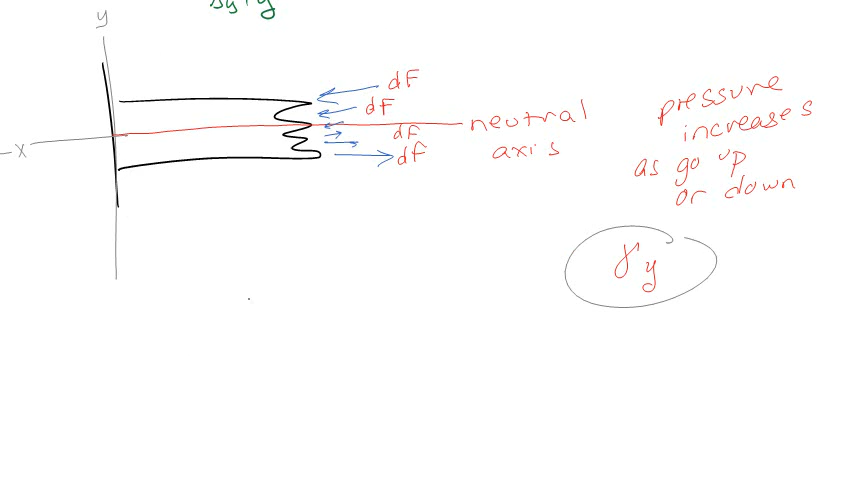 y
dF
dF
neutral
axis
dF
dF
-x
pressure
increases
as go up
or down
γy